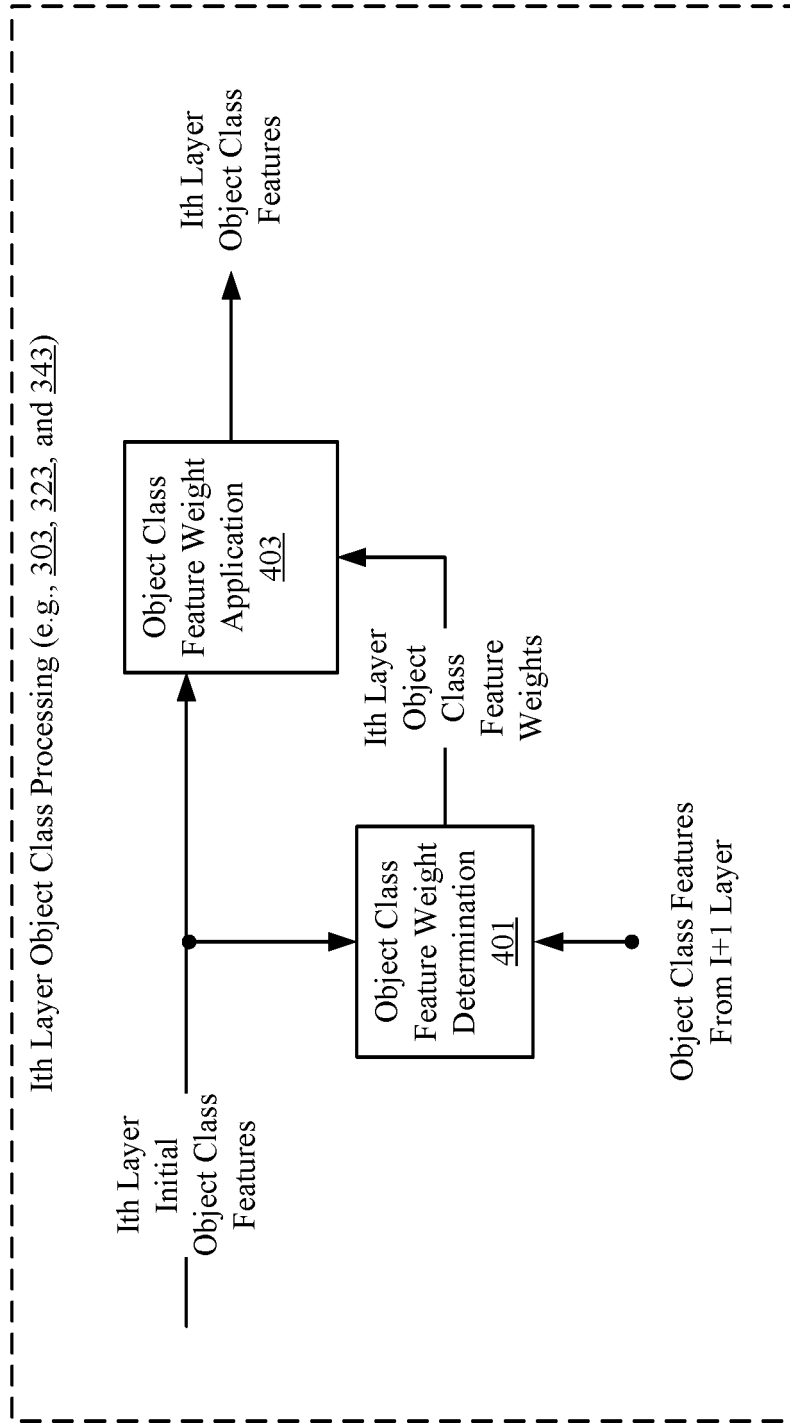 Ith Layer Object Class Processing (e.g., 303, 323, and 343)
Ith Layer
Initial
Object Class
Features
Object Class
Feature Weight
Application
403
Ith Layer
Object Class
Features
Object Class
Feature Weight
Determination
401
Ith Layer
Object
Class
Feature
Weights
Object Class Features
From I+1 Layer